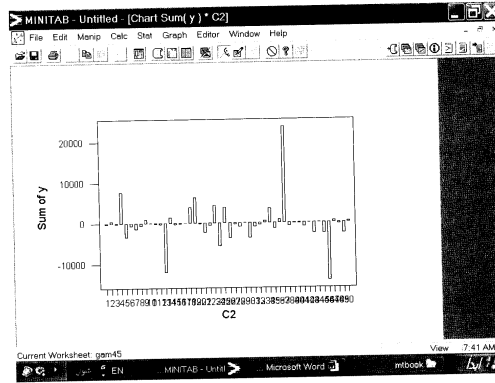 MINITAB - Untitled - [Chart Sum( y ) * C2]
File Edit Manip Calc Stat Graph Editor Window Help
20000
10000
0
-10000
Sum of y
C2
Current Worksheet: gam45
View 7:41 AM
EN
MINITAB - Untitl
Microsoft Word
mtbook